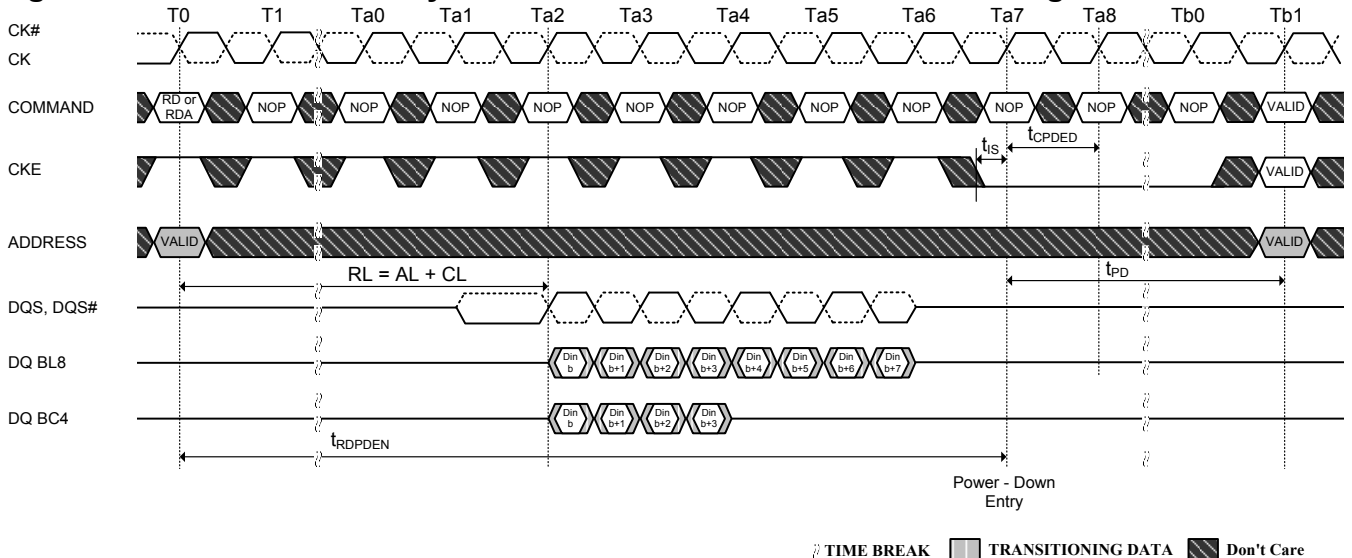 T0 T1 Ta0 Ta1 Ta2 Ta3 Ta4 Ta5 Ta6 Ta7 Ta8 Tb0 Tb1
CK#
CK
COMMAND
RD or RDA NOP NOP NOP NOP NOP NOP NOP NOP NOP NOP NOP VALID
tIS
tCPDED
CKE
VALID
ADDRESS
VALID
VALID
RL = AL + CL
tPD
DQS, DQS#
DQ BL8
Din b Din b+1 Din b+2 Din b+3 Din b+4 Din b+5 Din b+6 Din b+7
DQ BC4
Din b Din b+1 Din b+2 Din b+3
tRDPDEN
Power - Down
Entry
TIME BREAK TRANSITIONING DATA Don't Care